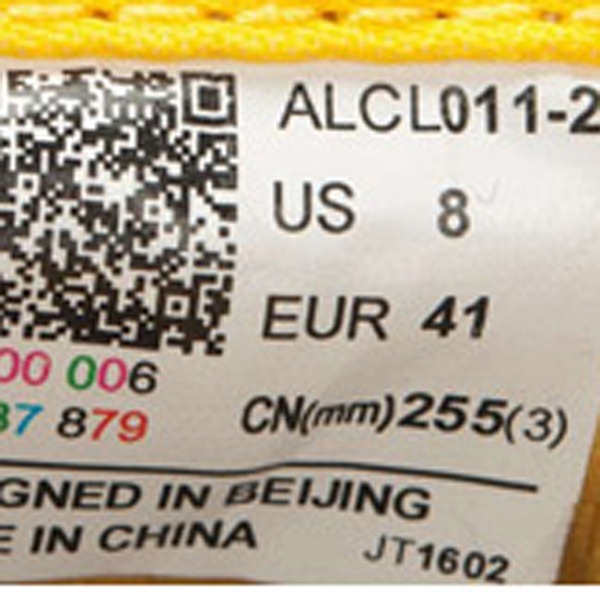 ALCL011-2
US 8
EUR 41
00 006
37 879
CN(mm)255(3)
GNED IN BEIJING
E IN CHINA
JT1602